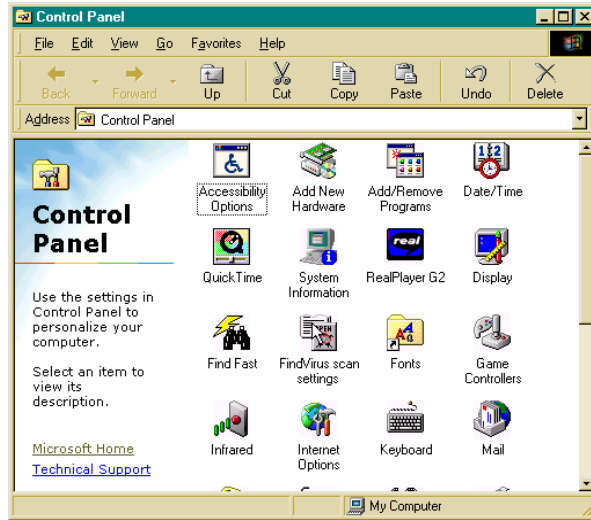 Control Panel
File Edit View Go Favorites Help
Back Forward Up Cut Copy Paste Undo Delete
Address Control Panel
Control
Panel
Use the settings in
Control Panel to
personalize your
computer.
Select an item to
view its
description.
Microsoft Home
Technical Support
Accessibility
Options
Add New
Hardware
Add/Remove
Programs
Date/Time
QuickTime
System
Information
real
RealPlayer G2
Display
Find Fast
FindVirus scan
settings
Fonts
Game
Controllers
Infrared
Internet
Options
Keyboard
Mail
My Computer